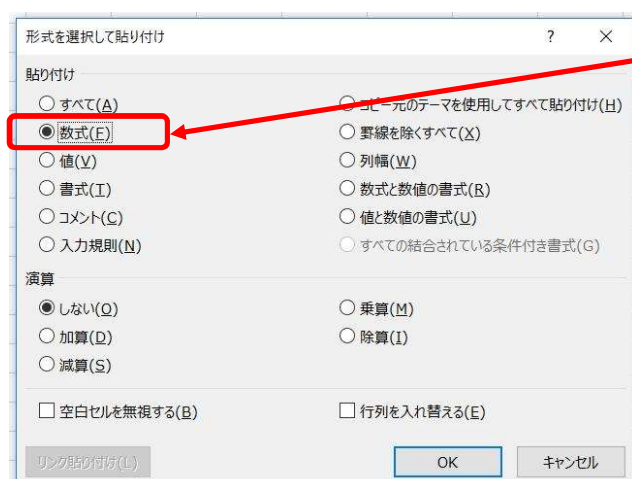 形式を選択して貼り付け ? ×
貼り付け
すべて(A)
コピー元のテーマを使用してすべて貼り付け(H)
数式(F)
罫線を除くすべて(X)
値(V)
列幅(W)
書式(T)
数式と数値の書式(R)
コメント(C)
値と数値の書式(U)
入力規則(N)
すべての結合されている条件付き書式(G)
演算
しない(O)
乗算(M)
加算(D)
除算(I)
減算(S)
空白セルを無視する(B)
行列を入れ替える(E)
リンク貼り付け(L)
OK
キャンセル